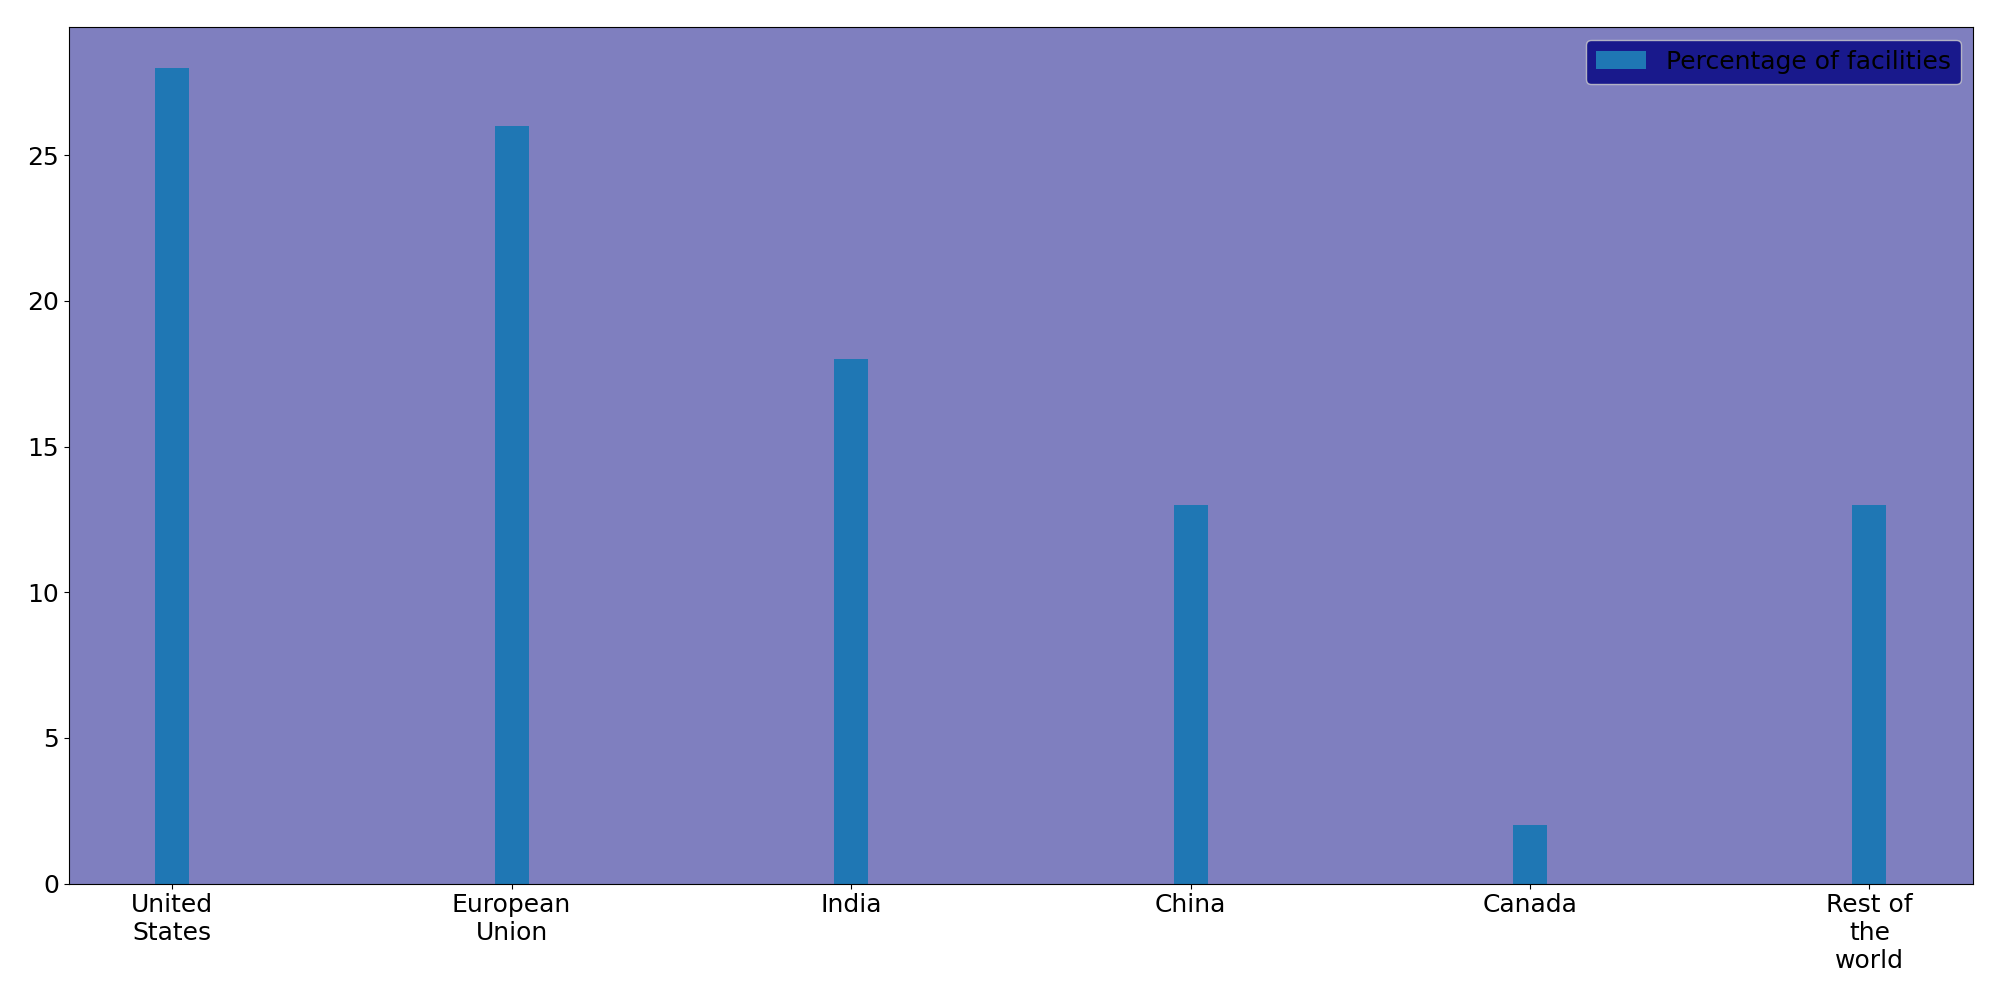 Percentage of facilities
25
20
15
10
5
0
United
States
European
Union
India
China
Canada
Rest of
the
world